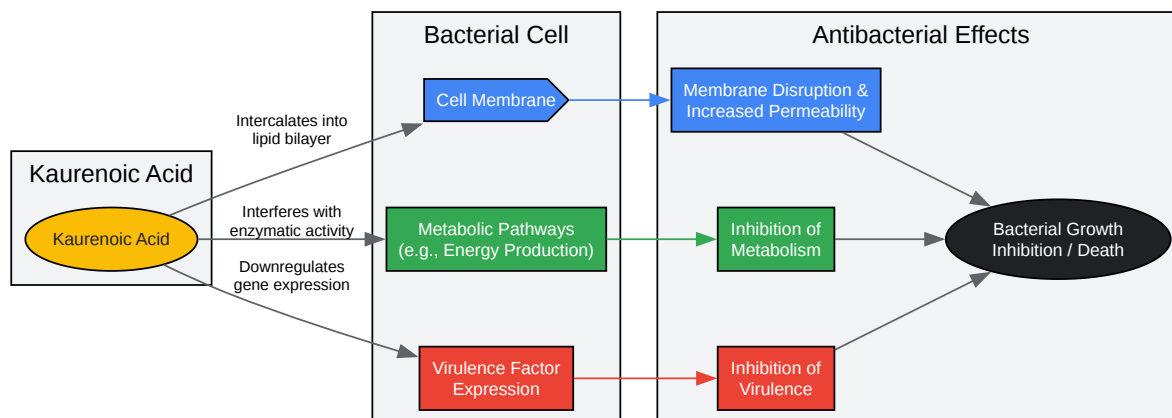 Bacterial Cell
Antibacterial Effects
Cell Membrane
Membrane Disruption &
Increased Permeability
Intercalates into
lipid bilayer
Kaurenoic Acid
Kaurenoic Acid
Interferes with
enzymatic activity
Metabolic Pathways
(e.g., Energy Production)
Inhibition of
Metabolism
Bacterial Growth
Inhibition / Death
Downregulates
gene expression
Virulence Factor
Expression
Inhibition of
Virulence